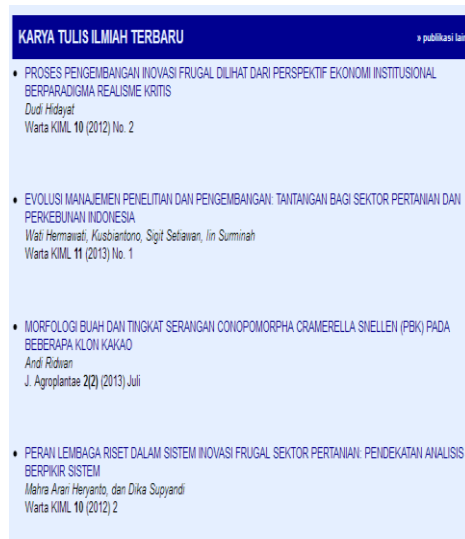 KARYA TULIS ILMIAH TERBARU
» publikasi lain
• PROSES PENGEMBANGAN INOVASI FRUGAL DILIHAT DARI PERSPEKTIF EKONOMI INSTITUSIONAL
BERPARADIGMA REALISME KRITIS
Dudi Hidayat
Warta KIML 10 (2012) No. 2
• EVOLUSI MANAJEMEN PENELITIAN DAN PENGEMBANGAN: TANTANGAN BAGI SEKTOR PERTANIAN DAN
PERKEBUNAN INDONESIA
Wati Hermawati, Kusbiantono, Sigit Setiawan, Iin Surminah
Warta KIML 11 (2013) No. 1
• MORFOLOGI BUAH DAN TINGKAT SERANGAN CONOPOMORPHA CRAMERELLA SNELLEN (PBK) PADA
BEBERAPA KLON KAKAO
Andi Ridwan
J. Agroplantae 2(2) (2013) Juli
• PERAN LEMBAGA RISET DALAM SISTEM INOVASI FRUGAL SEKTOR PERTANIAN: PENDEKATAN ANALISIS
BERPIKIR SISTEM
Mahra Arari Heryanto, dan Dika Supyandi
Warta KIML 10 (2012) 2